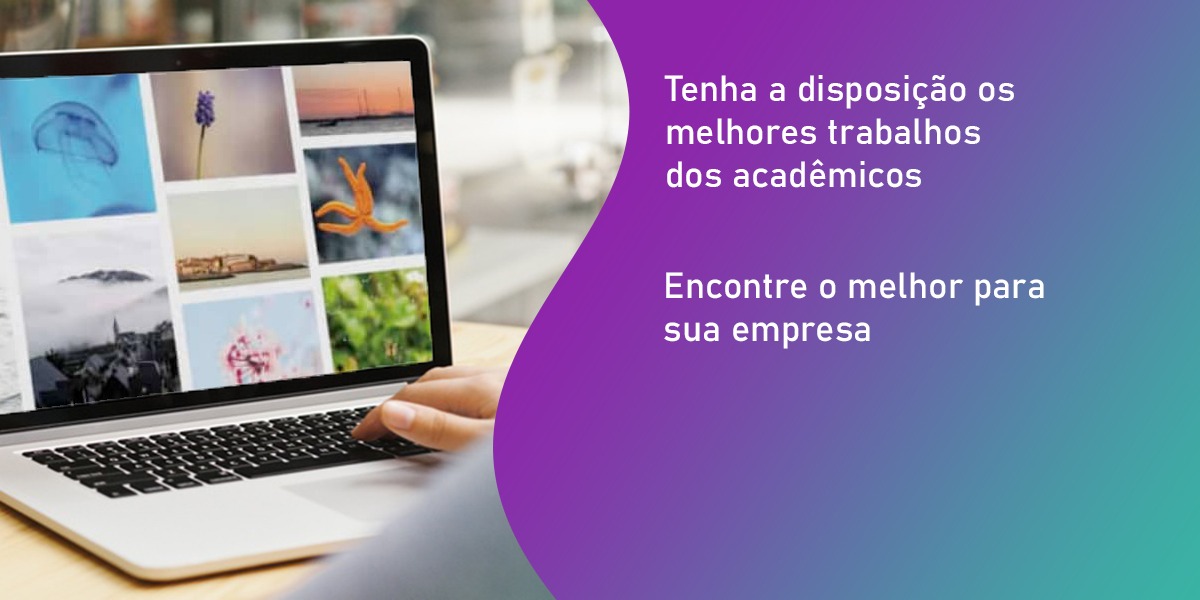 Tenha a disposição os
melhores trabalhos
dos acadêmicos
Encontre o melhor para
sua empresa